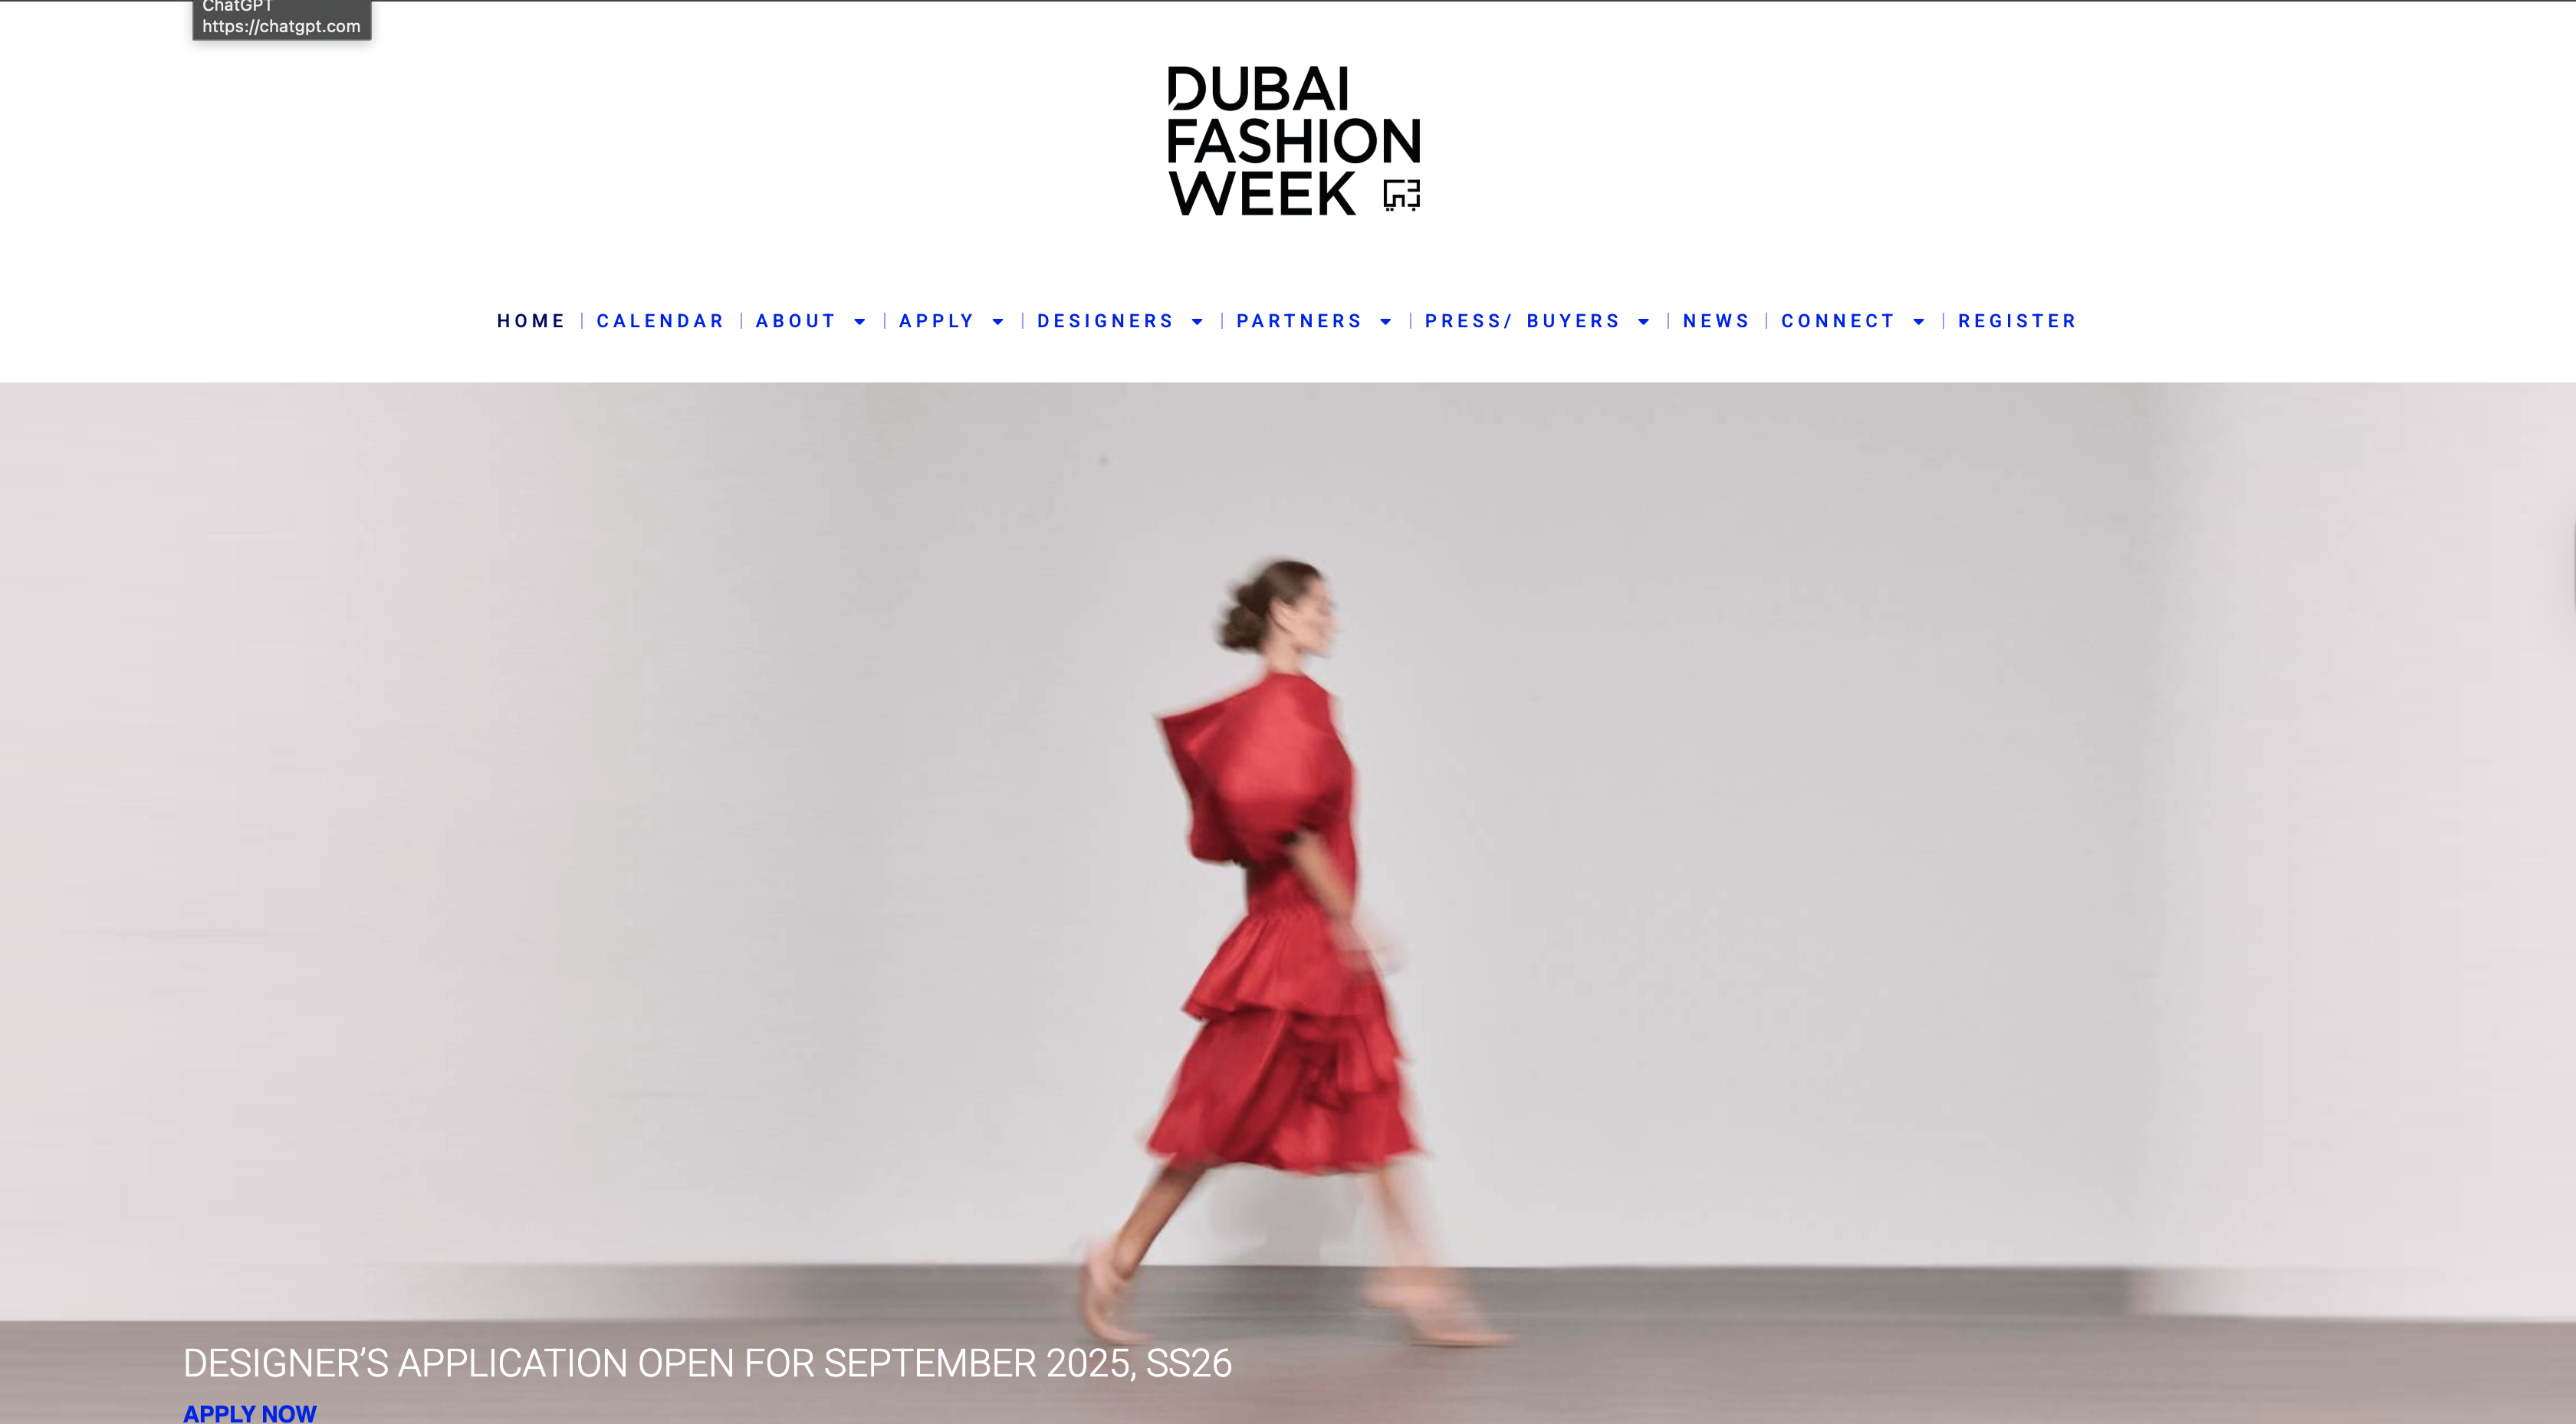 ChatGPT
https://chatgpt.com
DUBAI
FASHION
WEEK
HOME | CALENDAR | ABOUT | APPLY | DESIGNERS | PARTNERS | PRESS/ BUYERS | NEWS | CONNECT | REGISTER
DESIGNER’S APPLICATION OPEN FOR SEPTEMBER 2025, SS26
APPLY NOW